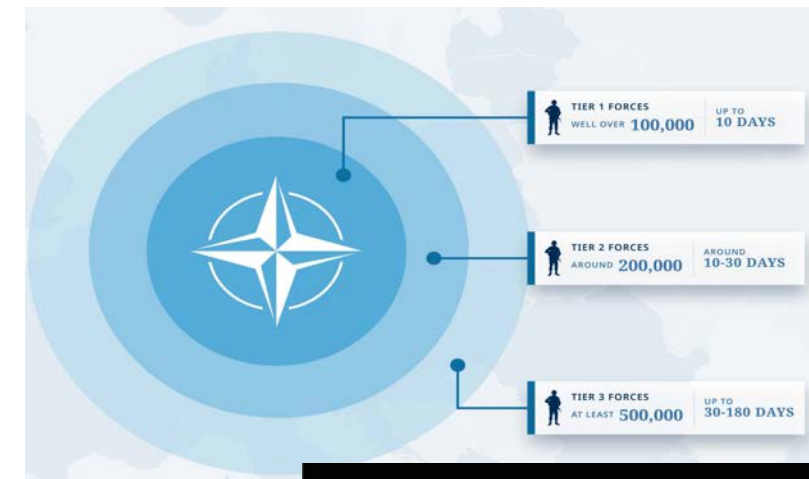 TIER 1 FORCES
WELL OVER 100,000
UP TO
10 DAYS
TIER 2 FORCES
AROUND 200,000
AROUND
10-30 DAYS
TIER 3 FORCES
AT LEAST 500,000
UP TO
30-180 DAYS